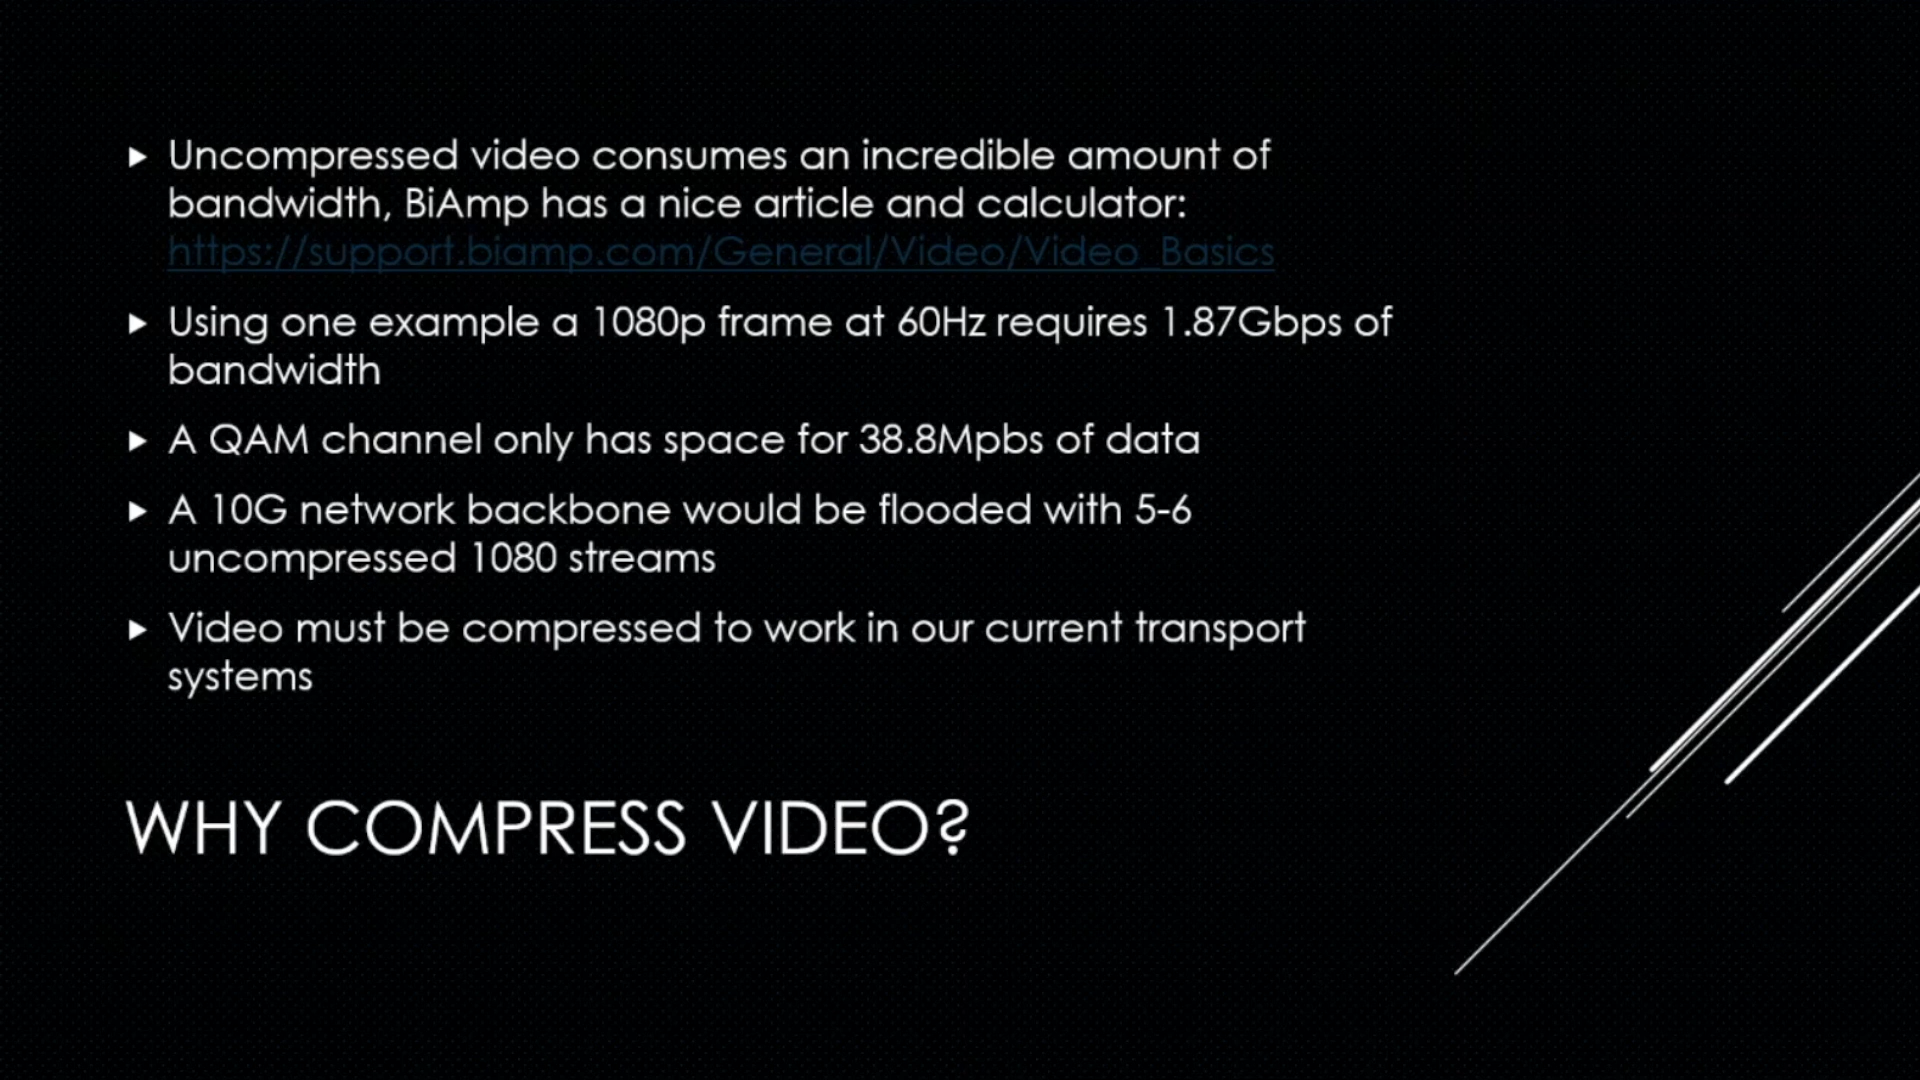 Uncompressed video consumes an incredible amount of
bandwidth, BiAmp has a nice article and calculator:
https://support.biamp.com/General/Video/Video_Basics
Using one example a 1080p frame at 60Hz requires 1.87Gbps of
bandwidth
A QAM channel only has space for 38.8Mpbs of data
A 10G network backbone would be flooded with 5-6
uncompressed 1080 streams
Video must be compressed to work in our current transport
systems
WHY COMPRESS VIDEO?